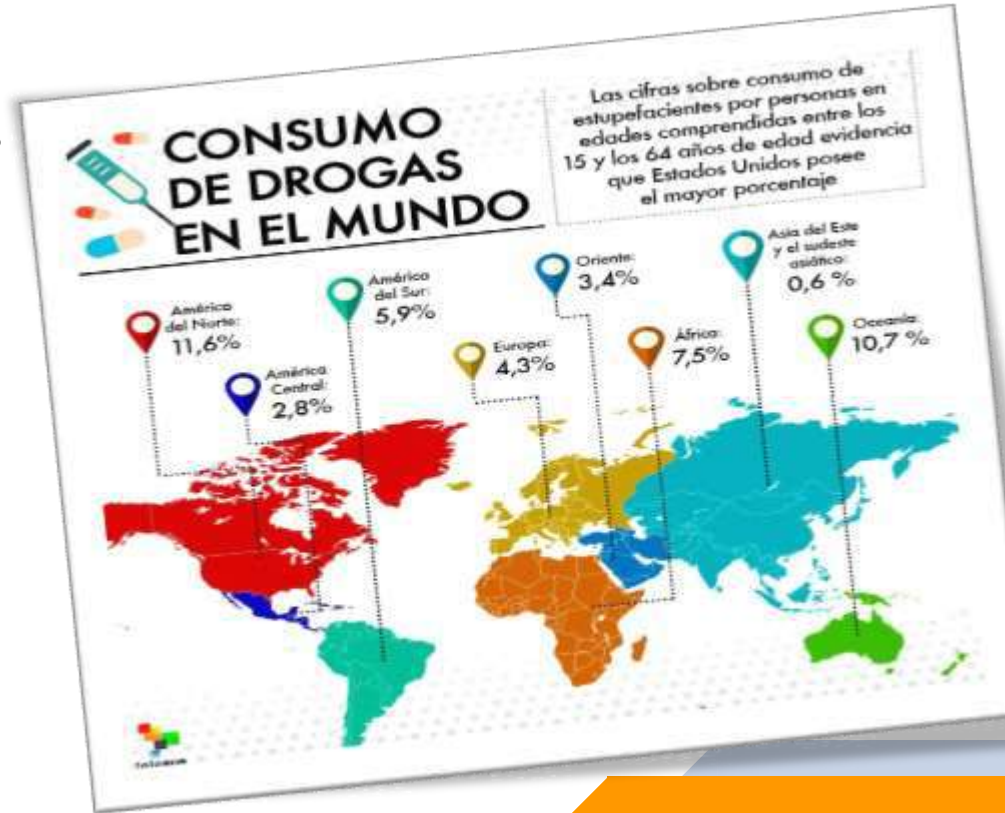 CONSUMO
DE DROGAS
EN EL MUNDO
Las cifras sobre consumo de
estupefacientes por personas en
edades comprendidas entre los
15 y los 64 años de edad evidencia
que Estados Unidos posee
el mayor porcentaje
América
del Norte:
11,6%
América
Central:
2,8%
América
del Sur:
5,9%
Europa:
4,3%
Oriente:
3,4%
África:
7,5%
Asia del Este
y el sudeste
asiático:
0,6 %
Oceanía:
10,7 %